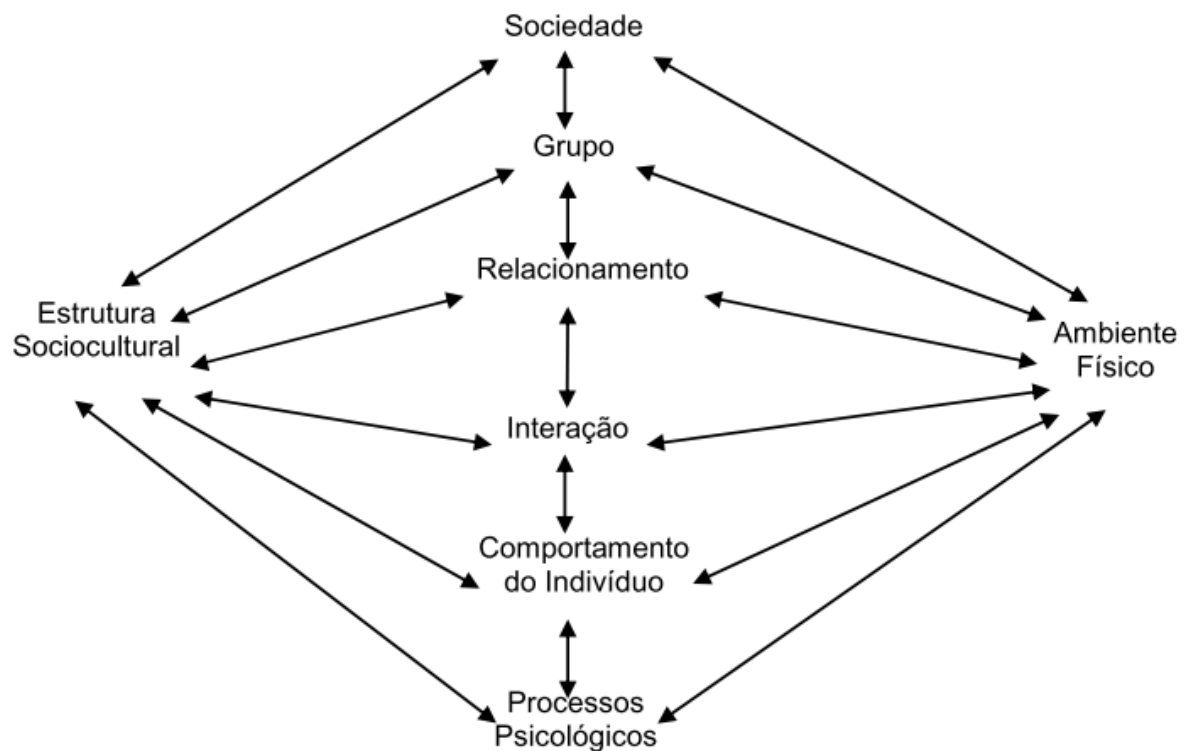 Sociedade
Grupo
Relacionamento
Estrutura
Sociocultural
Ambiente
Físico
Interação
Comportamento
do Indivíduo
Processos
Psicológicos